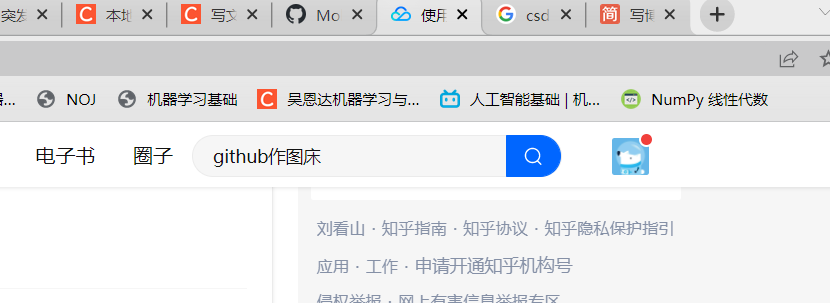 突发 本地 写文 Mo 使用 csd 写博
器... NOJ 机器学习基础 吴恩达机器学习与... 人工智能基础 | 机... NumPy 线性代数
电子书 圈子 github作图床
刘看山 · 知乎指南 · 知乎协议 · 知乎隐私保护指引
应用 · 工作 · 申请开通知乎机构号
侵权举报 · 网上有害信息举报专区